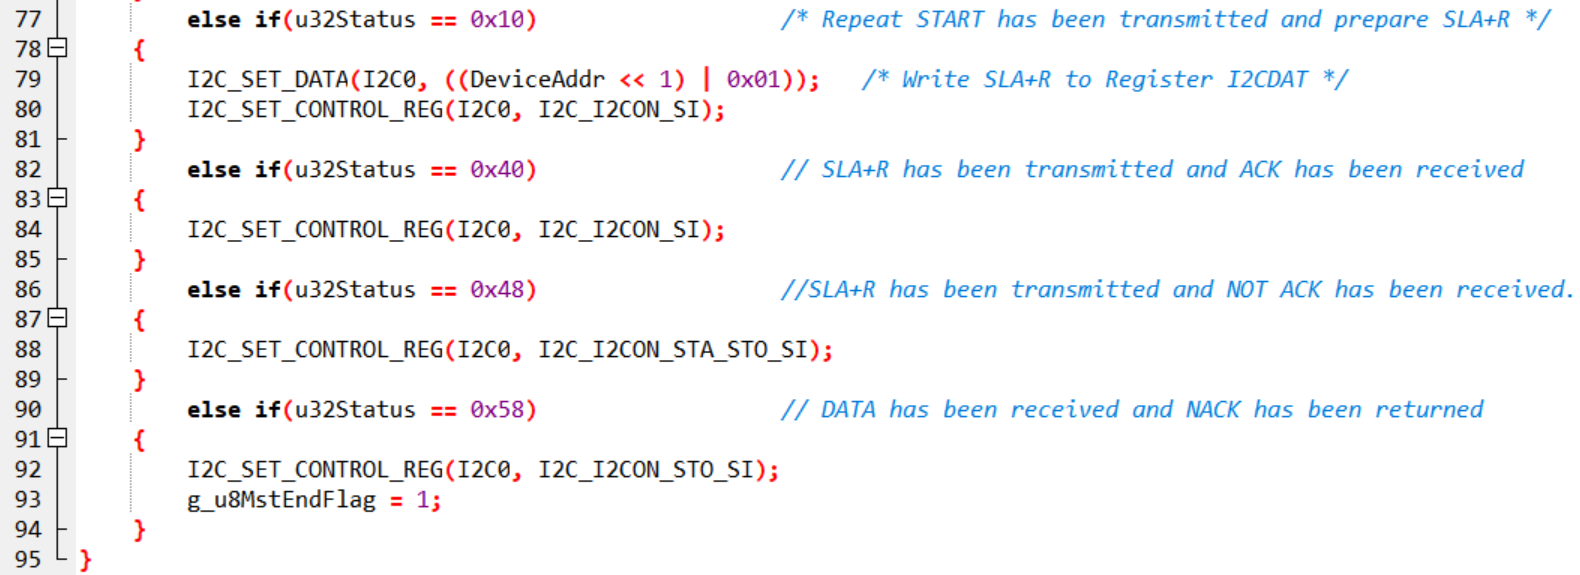 77 else if(u32Status == 0x10) /* Repeat START has been transmitted and prepare SLA+R */
78 {
79 I2C_SET_DATA(I2C0, ((DeviceAddr << 1) | 0x01)); /* Write SLA+R to Register I2CDAT */
80 I2C_SET_CONTROL_REG(I2C0, I2C_I2CON_SI);
81 }
82 else if(u32Status == 0x40) // SLA+R has been transmitted and ACK has been received
83 {
84 I2C_SET_CONTROL_REG(I2C0, I2C_I2CON_SI);
85 }
86 else if(u32Status == 0x48) //SLA+R has been transmitted and NOT ACK has been received.
87 {
88 I2C_SET_CONTROL_REG(I2C0, I2C_I2CON_STA_STO_SI);
89 }
90 else if(u32Status == 0x58) // DATA has been received and NACK has been returned
91 {
92 I2C_SET_CONTROL_REG(I2C0, I2C_I2CON_STO_SI);
93 g_u8MstEndFlag = 1;
94 }
95 }